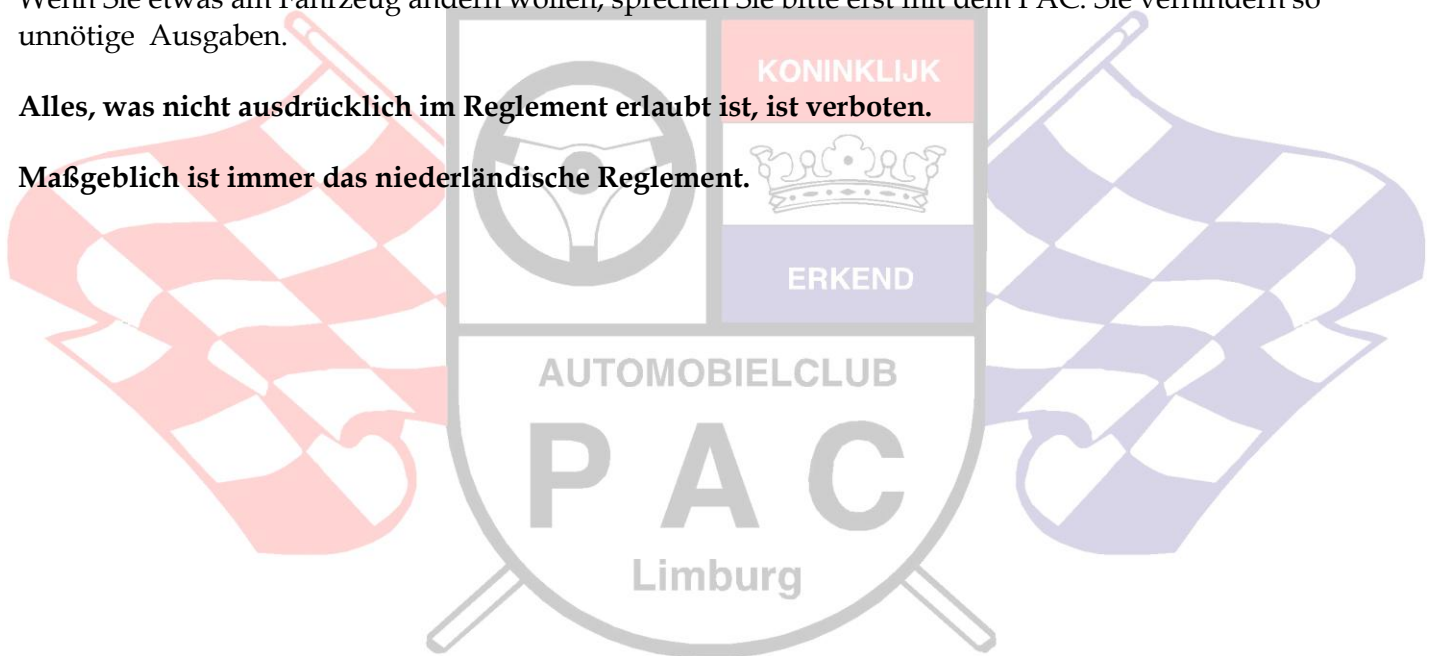 Wenn Sie etwas am Fahrzeug ändern wollen, sprechen Sie bitte erst mit dem PAC. Sie verhindern so
unnötige Ausgaben.
Alles, was nicht ausdrücklich im Reglement erlaubt ist, ist verboten.
Maßgeblich ist immer das niederländische Reglement.
KONINKLIJK
ERKEND
AUTOMOBIELCLUB
PAC
Limburg